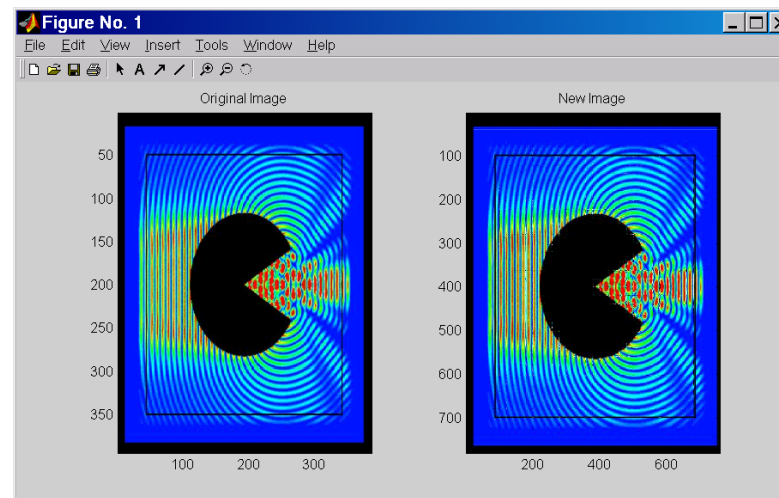 Figure No. 1
File Edit View Insert Tools Window Help
A
Original Image
New Image
50
100
150
200
250
300
350
100 200 300
100
200
300
400
500
600
700
200 400 600